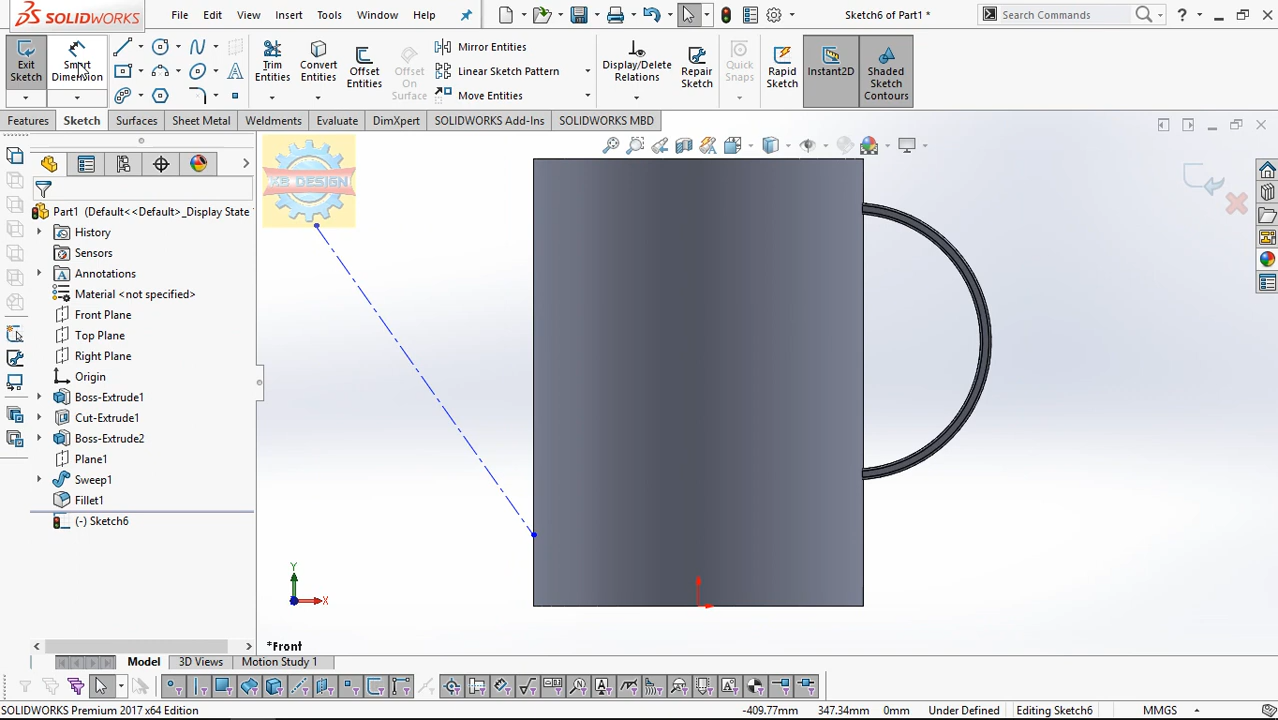 SOLIDWORKS
File
Edit
View
Insert
Tools
Window
Help
Sketch6 of Part1 *
Search Commands
Exit
Sketch
Smart
Dimension
Trim
Entities
Convert
Entities
Offset
Entities
Offset
On
Surface
Mirror Entities
Linear Sketch Pattern
Move Entities
Display/Delete
Relations
Repair
Sketch
Quick
Snaps
Rapid
Sketch
Instant2D
Shaded
Sketch
Contours
Features
Sketch
Surfaces
Sheet Metal
Weldments
Evaluate
DimXpert
SOLIDWORKS Add-Ins
SOLIDWORKS MBD
Part1 (Default<<Default>_Display State
History
Sensors
Annotations
Material <not specified>
Front Plane
Top Plane
Right Plane
Origin
Boss-Extrude1
Cut-Extrude1
Boss-Extrude2
Plane1
Sweep1
Fillet1
(-) Sketch6
KB DESIGN
Y
X
*Front
Model
3D Views
Motion Study 1
SOLIDWORKS Premium 2017 x64 Edition
-409.77mm
347.34mm
0mm
Under Defined
Editing Sketch6
MMGS